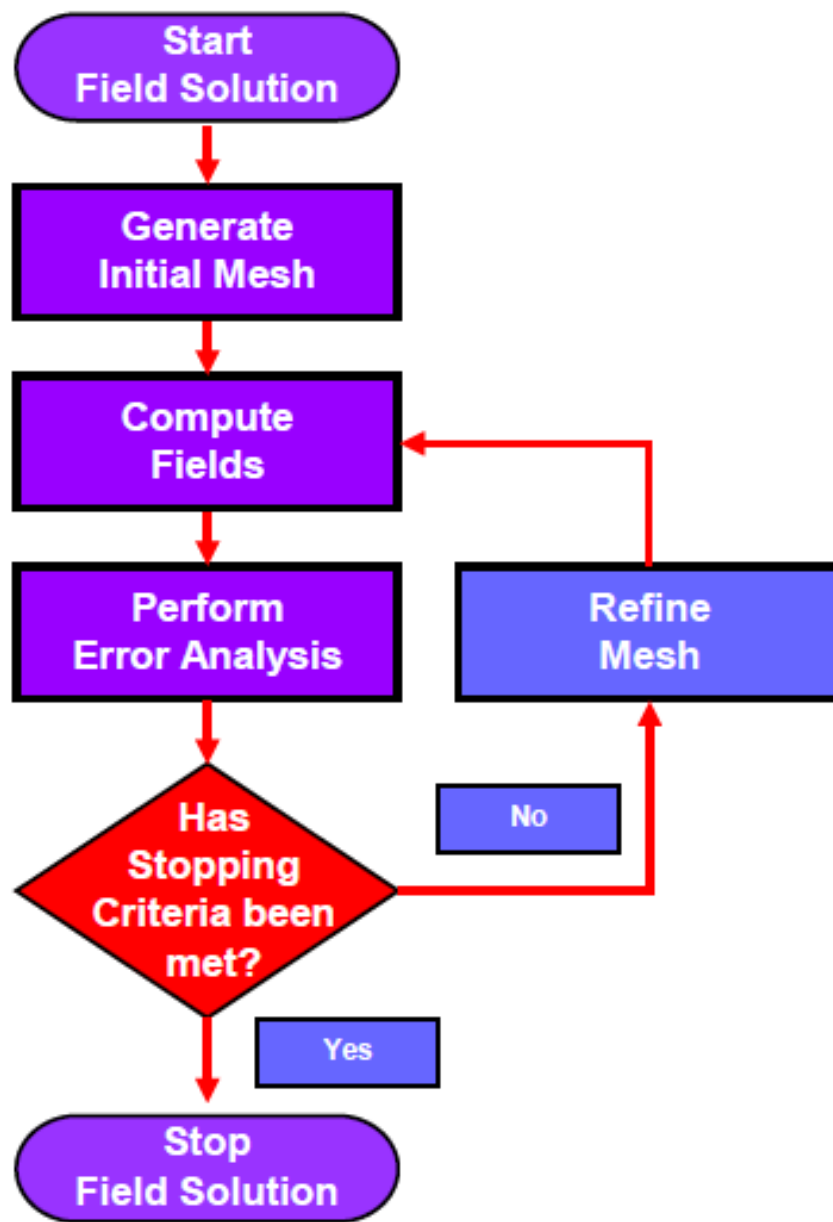 Start
Field Solution
Generate
Initial Mesh
Compute
Fields
Perform
Error Analysis
Refine
Mesh
Has
Stopping
Criteria been
met?
No
Yes
Stop
Field Solution